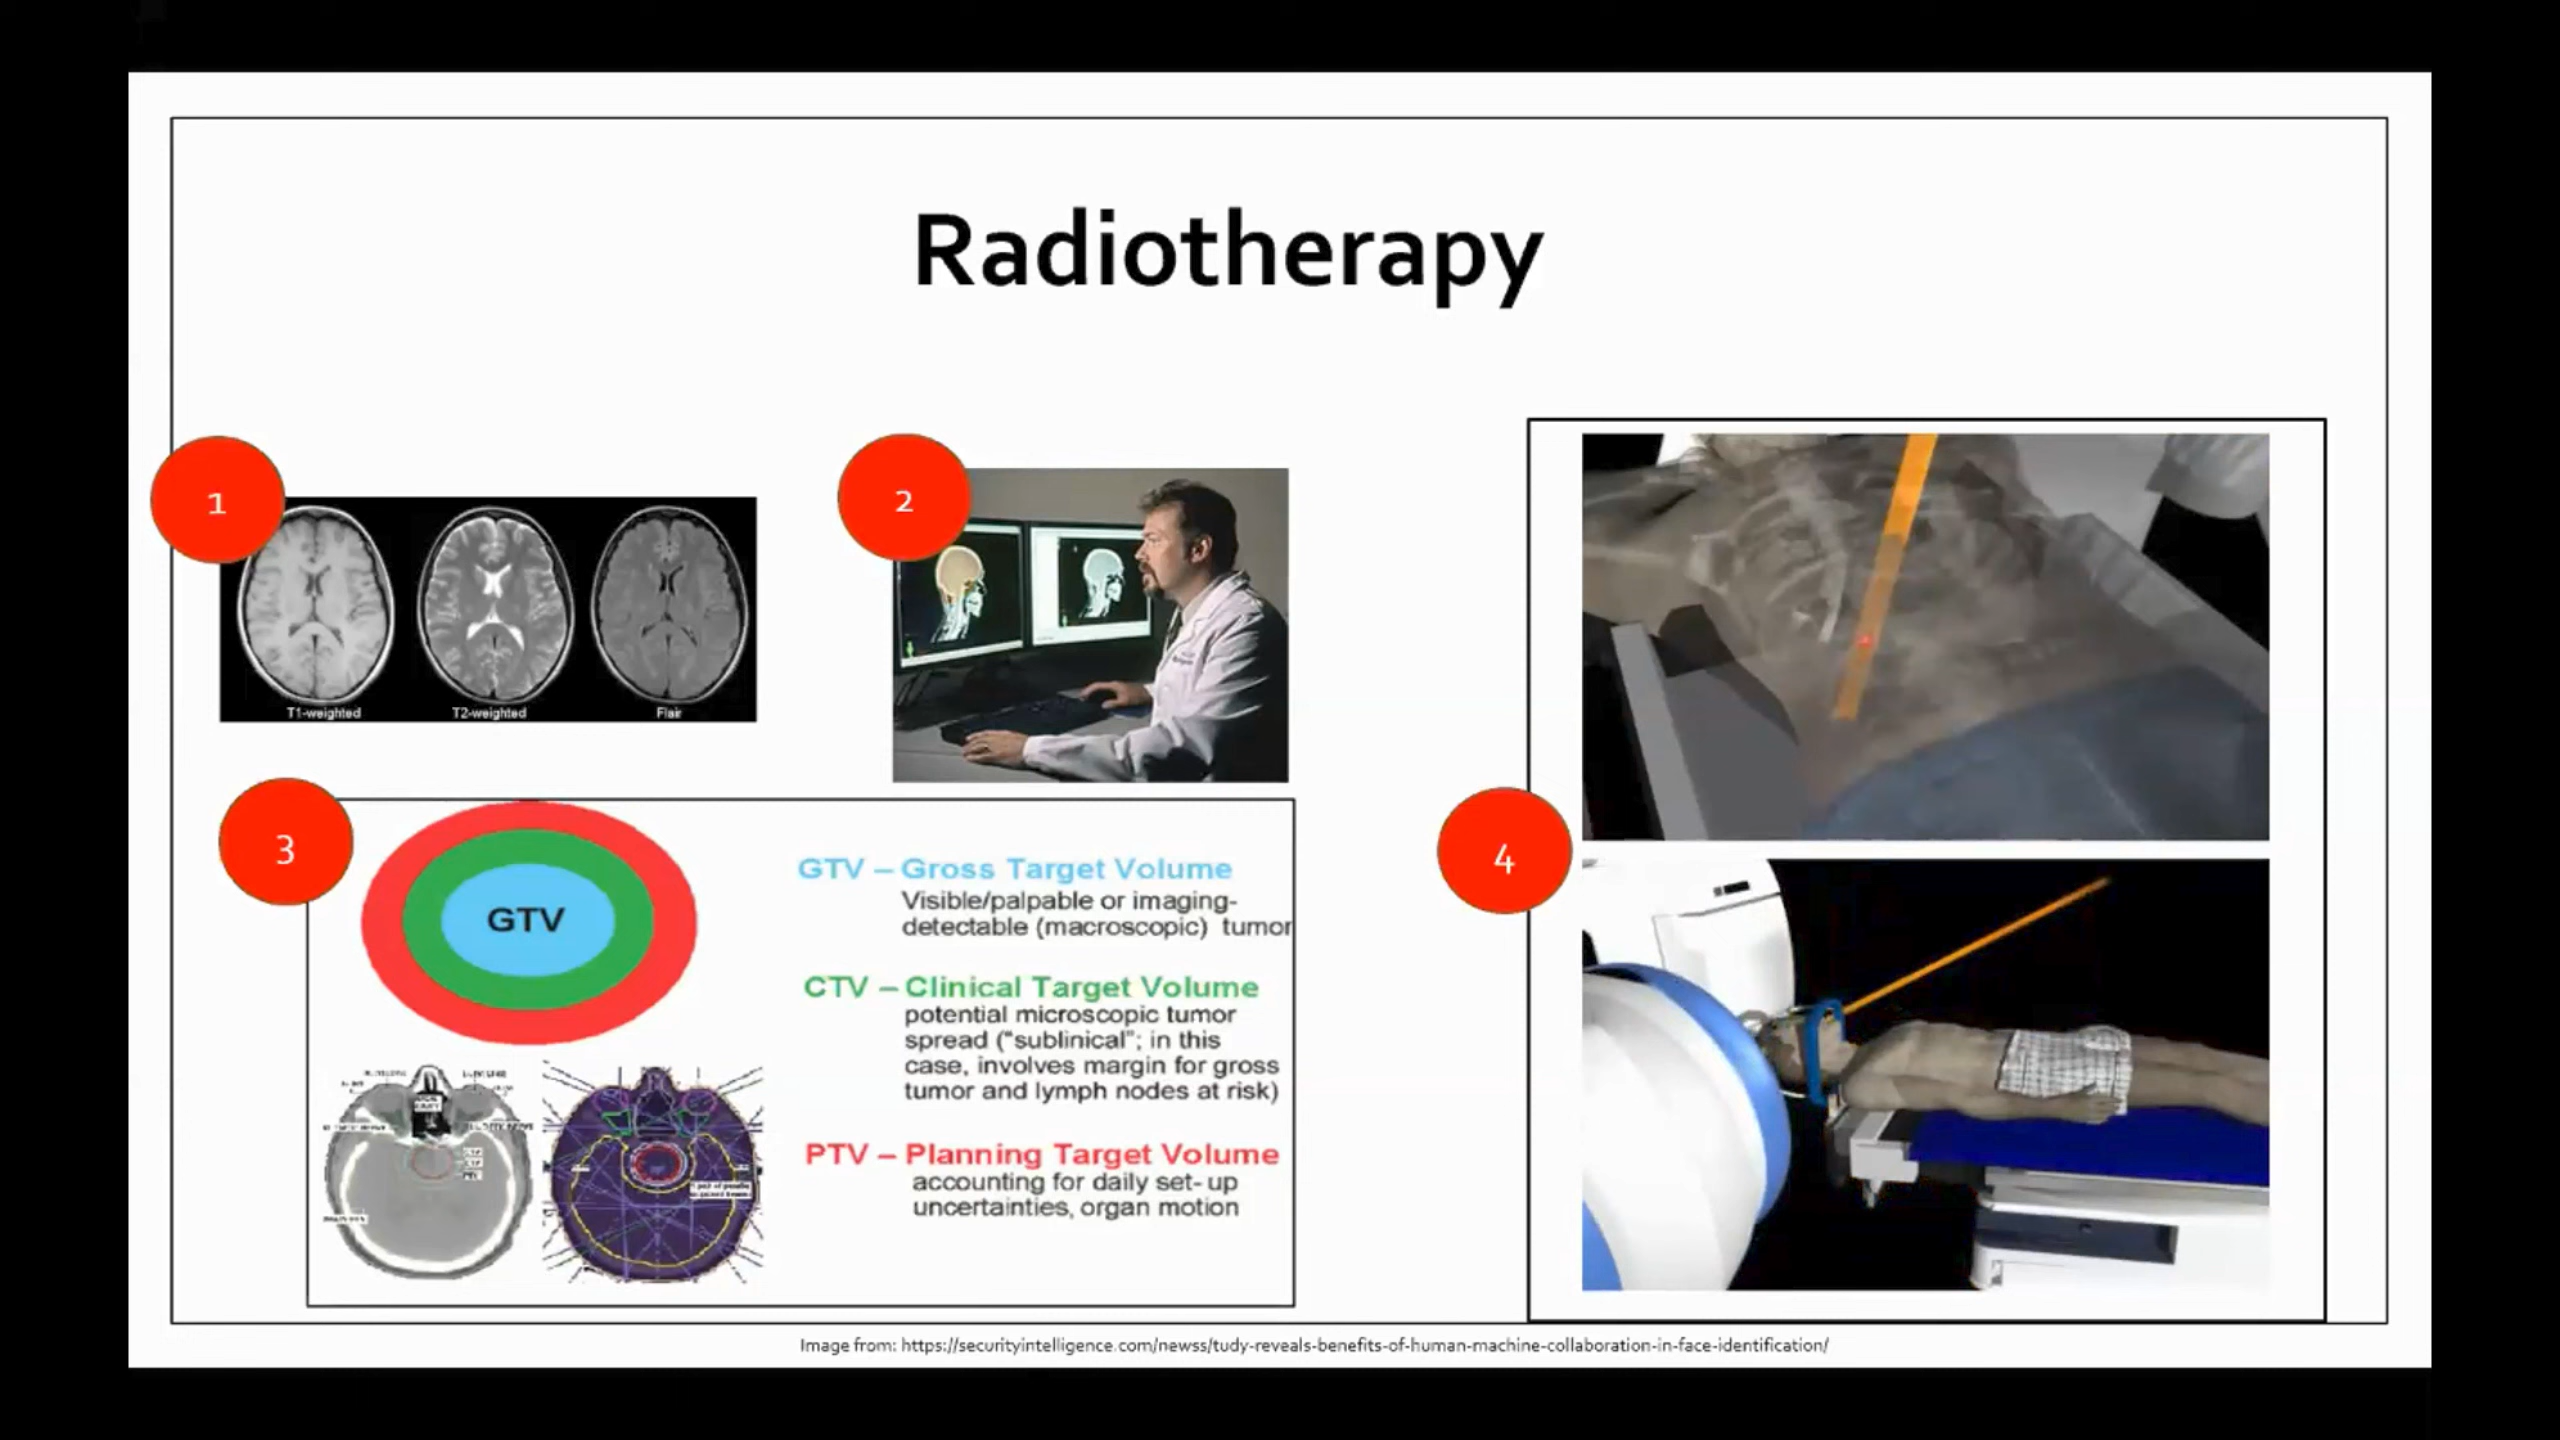 Radiotherapy
1
T1-weighted
T2-weighted
Flair
2
3
GTV
GTV – Gross Target Volume
Visible/palpable or imaging-
detectable (macroscopic) tumor
CTV – Clinical Target Volume
potential microscopic tumor
spread ("sublinical"; in this
case, involves margin for gross
tumor and lymph nodes at risk)
PTV – Planning Target Volume
accounting for daily set-up
uncertainties, organ motion
4
Image from: https://securityintelligence.com/newss/tudy-reveals-benefits-of-human-machine-collaboration-in-face-identification/